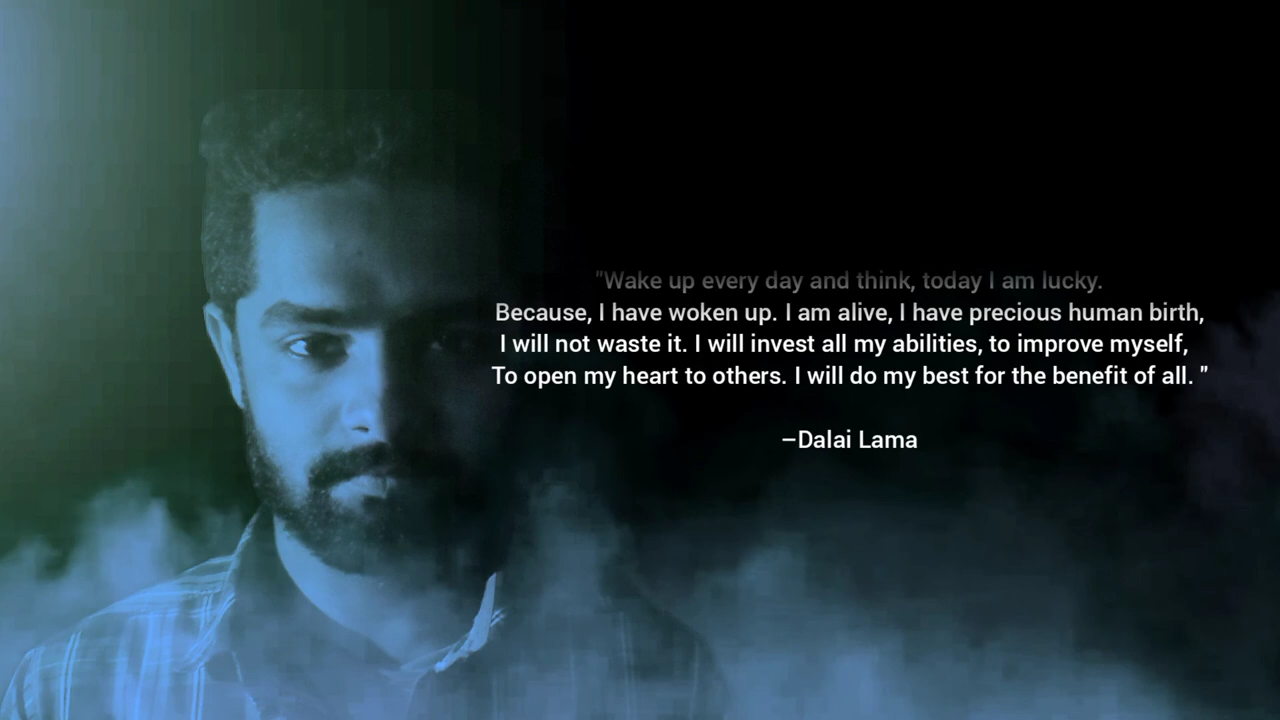 "Wake up every day and think, today I am lucky.
Because, I have woken up. I am alive, I have precious human birth,
I will not waste it. I will invest all my abilities, to improve myself,
To open my heart to others. I will do my best for the benefit of all. "
–Dalai Lama